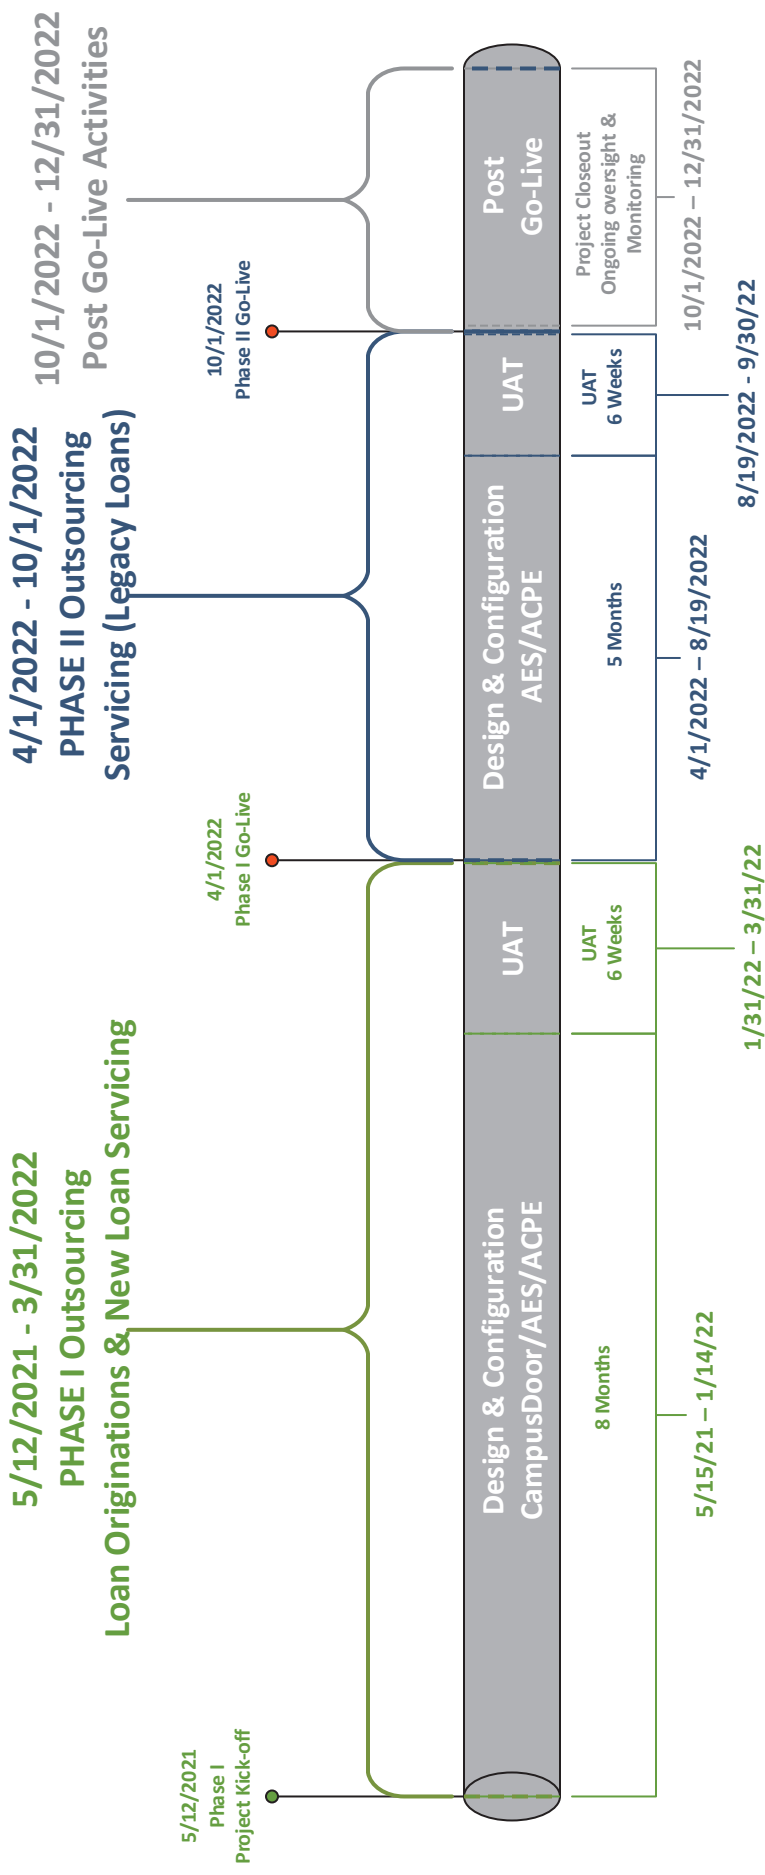 5/12/2021 - 3/31/2022
PHASE I Outsourcing
Loan Originations & New Loan Servicing
4/1/2022 - 10/1/2022
PHASE II Outsourcing
Servicing (Legacy Loans)
10/1/2022 - 12/31/2022
Post Go-Live Activities
5/12/2021
Phase I
Project Kick-off
4/1/2022
Phase I Go-Live
10/1/2022
Phase II Go-Live
Design & Configuration
CampusDoor/AES/ACPE
UAT
Design & Configuration
AES/ACPE
UAT
Post
Go-Live
8 Months
UAT
6 Weeks
5 Months
UAT
6 Weeks
Project Closeout
Ongoing oversight &
Monitoring
5/15/21 – 1/14/22
1/31/22 – 3/31/22
4/1/2022 – 8/19/2022
8/19/2022 - 9/30/22
10/1/2022 – 12/31/2022